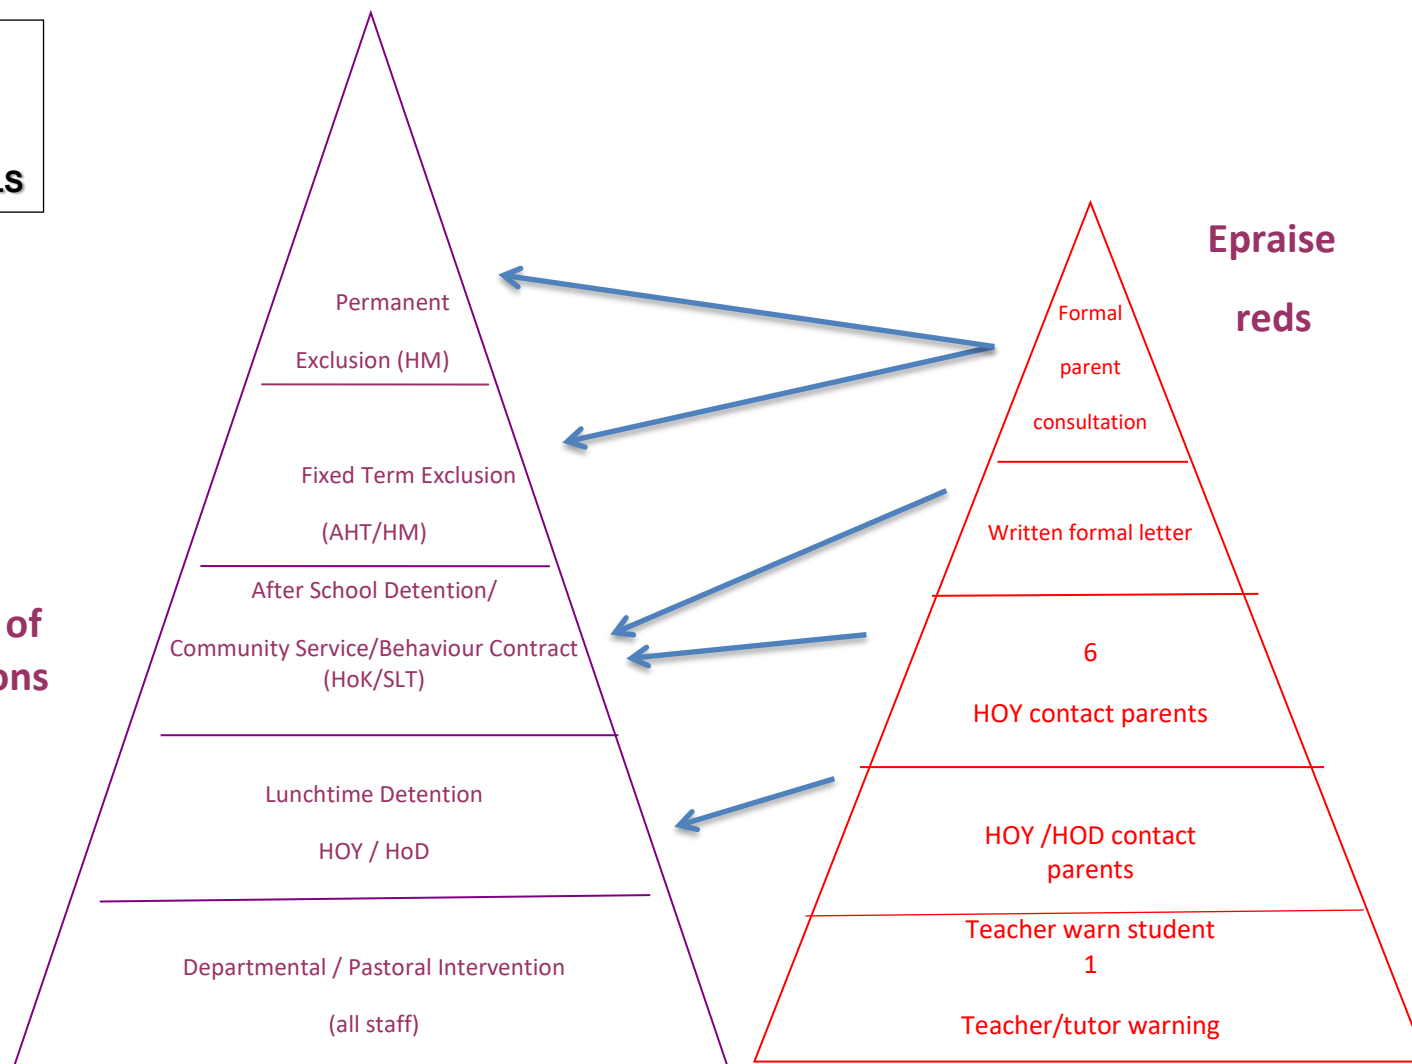 LS
Permanent
Exclusion (HM)
Fixed Term Exclusion
(AHT/HM)
After School Detention/
Community Service/Behaviour Contract
(HoK/SLT)
Lunchtime Detention
HOY / HoD
Departmental / Pastoral Intervention
(all staff)
of
ons
Epraise
reds
Formal
parent
consultation
Written formal letter
6
HOY contact parents
HOY /HOD contact
parents
Teacher warn student
1
Teacher/tutor warning